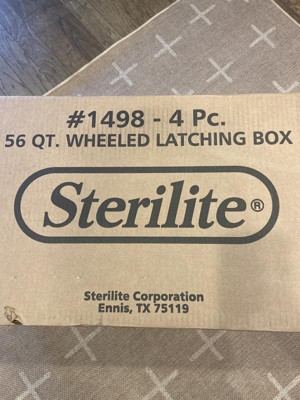 #1498 - 4 Pc.
56 QT. WHEELED LATCHING BOX
Sterilite®
Sterilite Corporation
Ennis, TX 75119